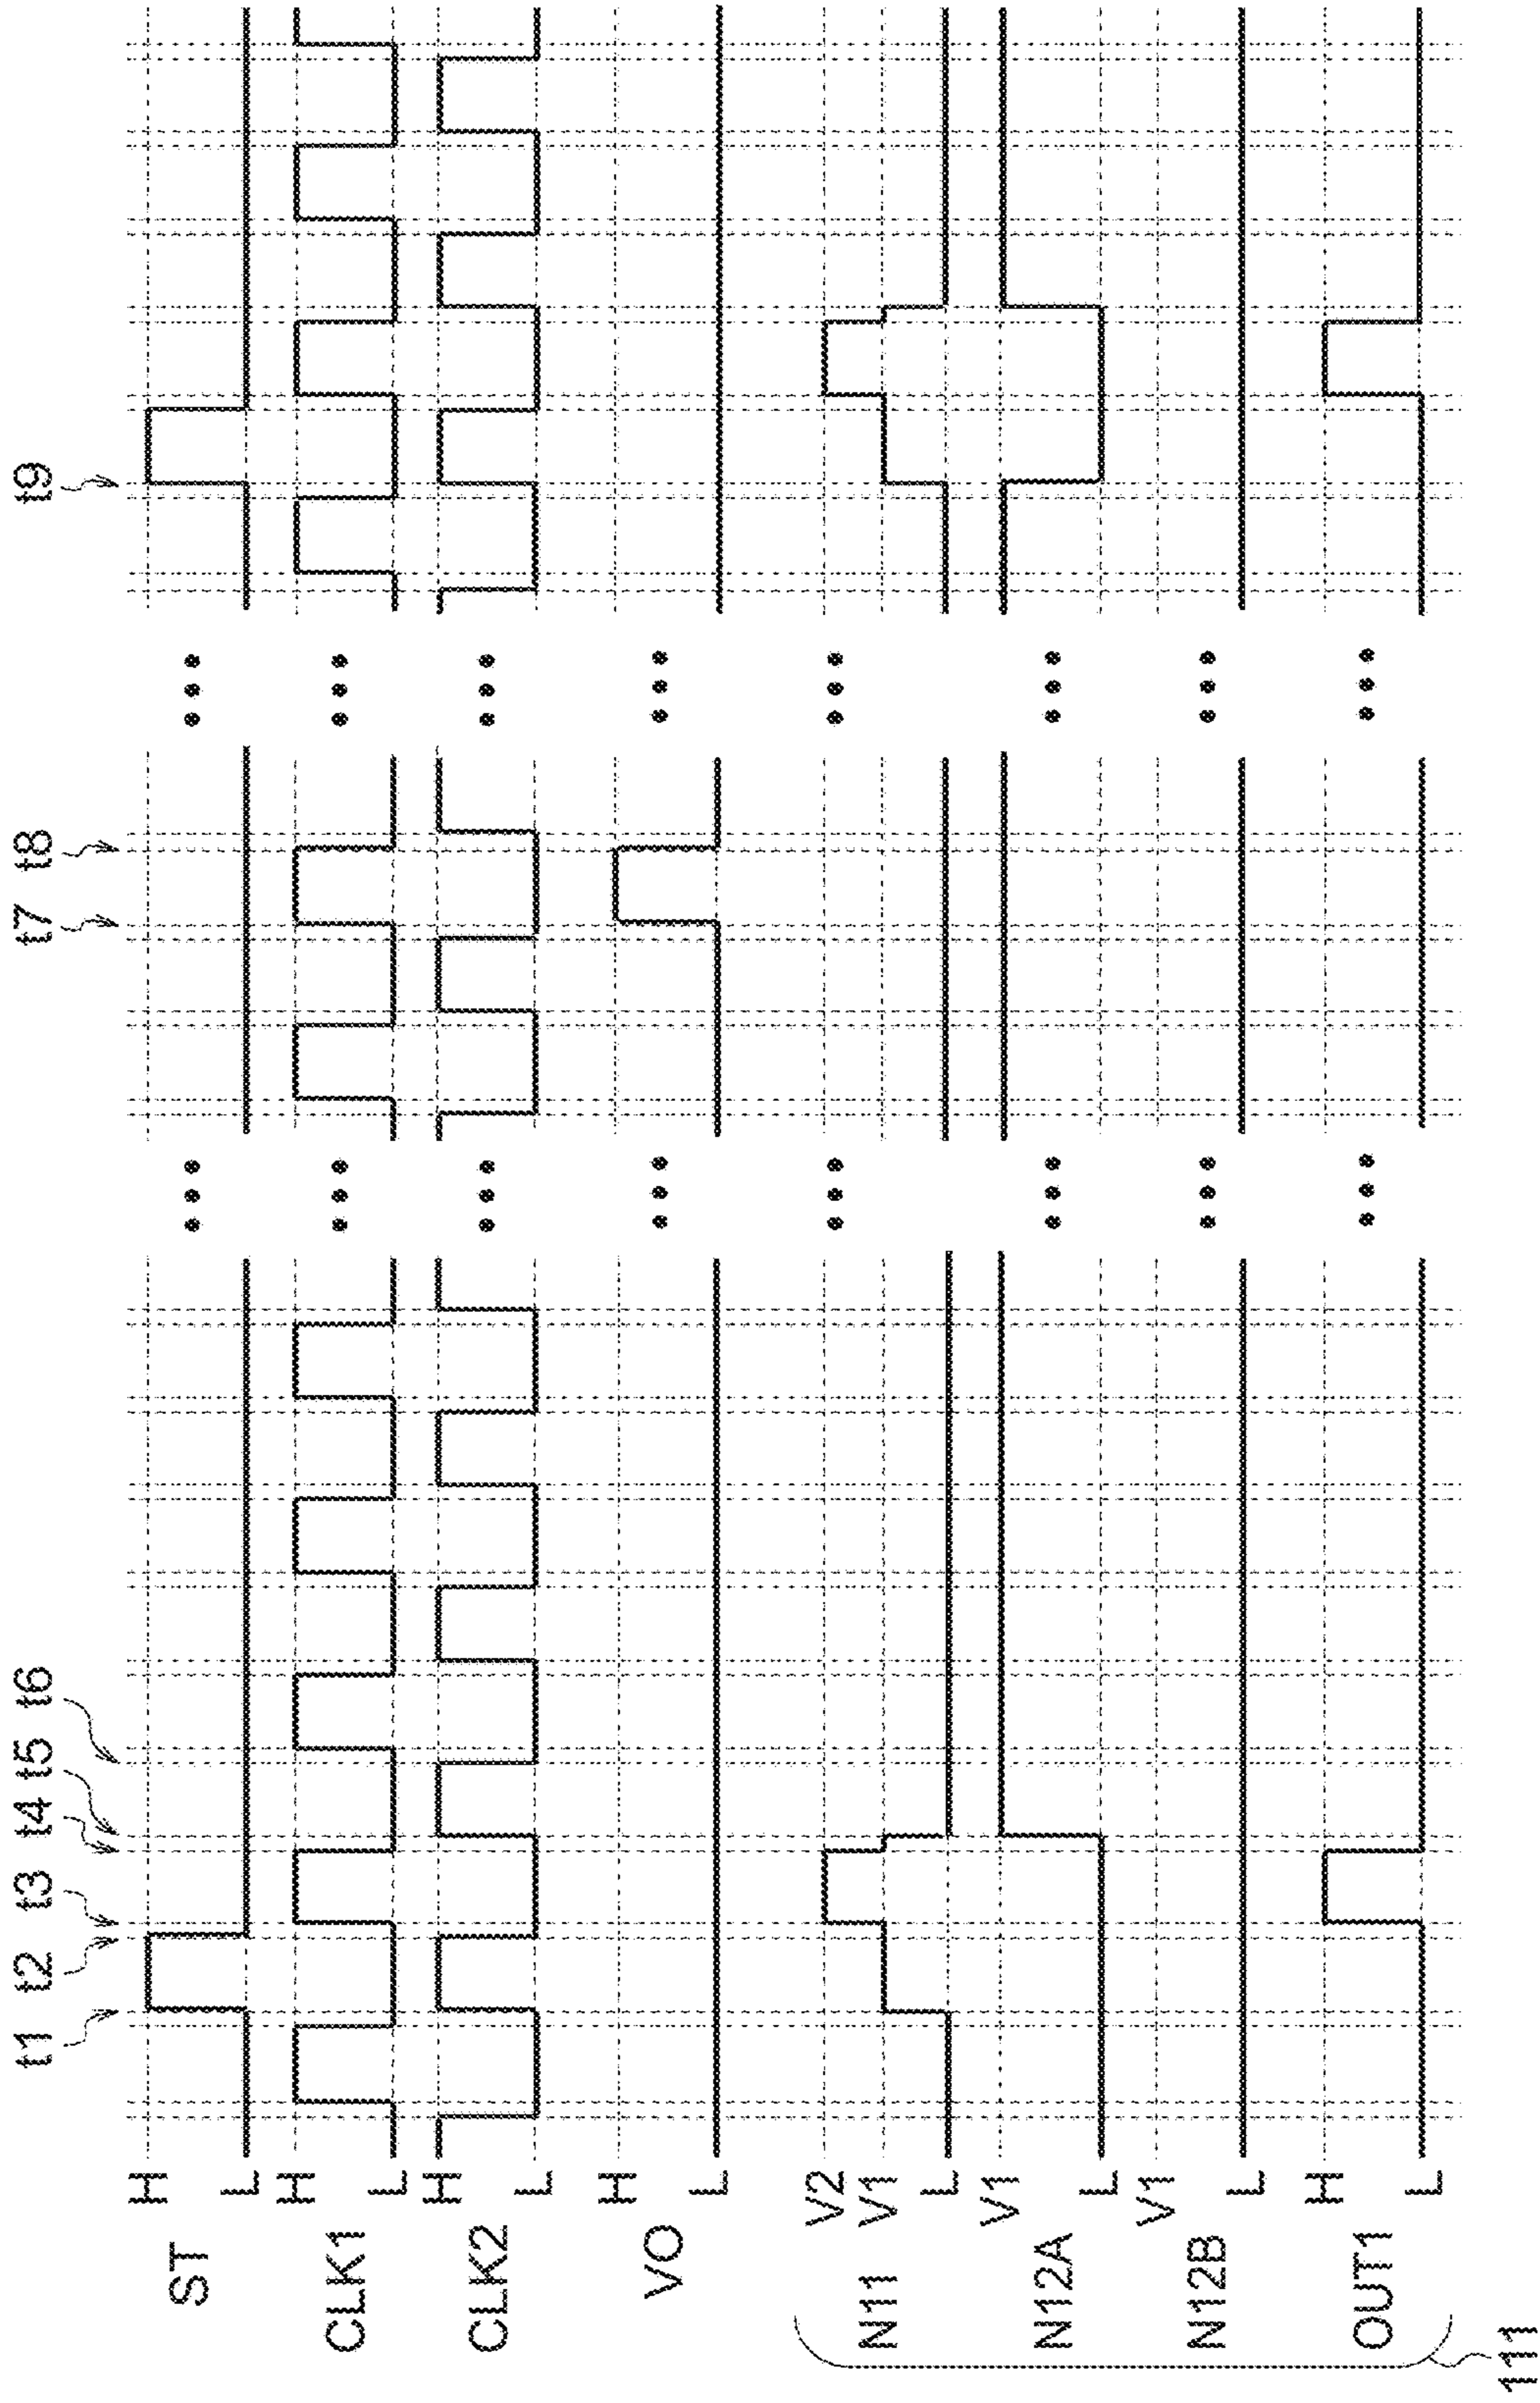 t1 t2 t3 t4 t5 t6 t7 t8 t9
ST H
L
CLK1 H
L
CLK2 H
L
VO H
L
N11 V2
V1
L
N12A V1
L
N12B V1
L
OUT1 H
L
111